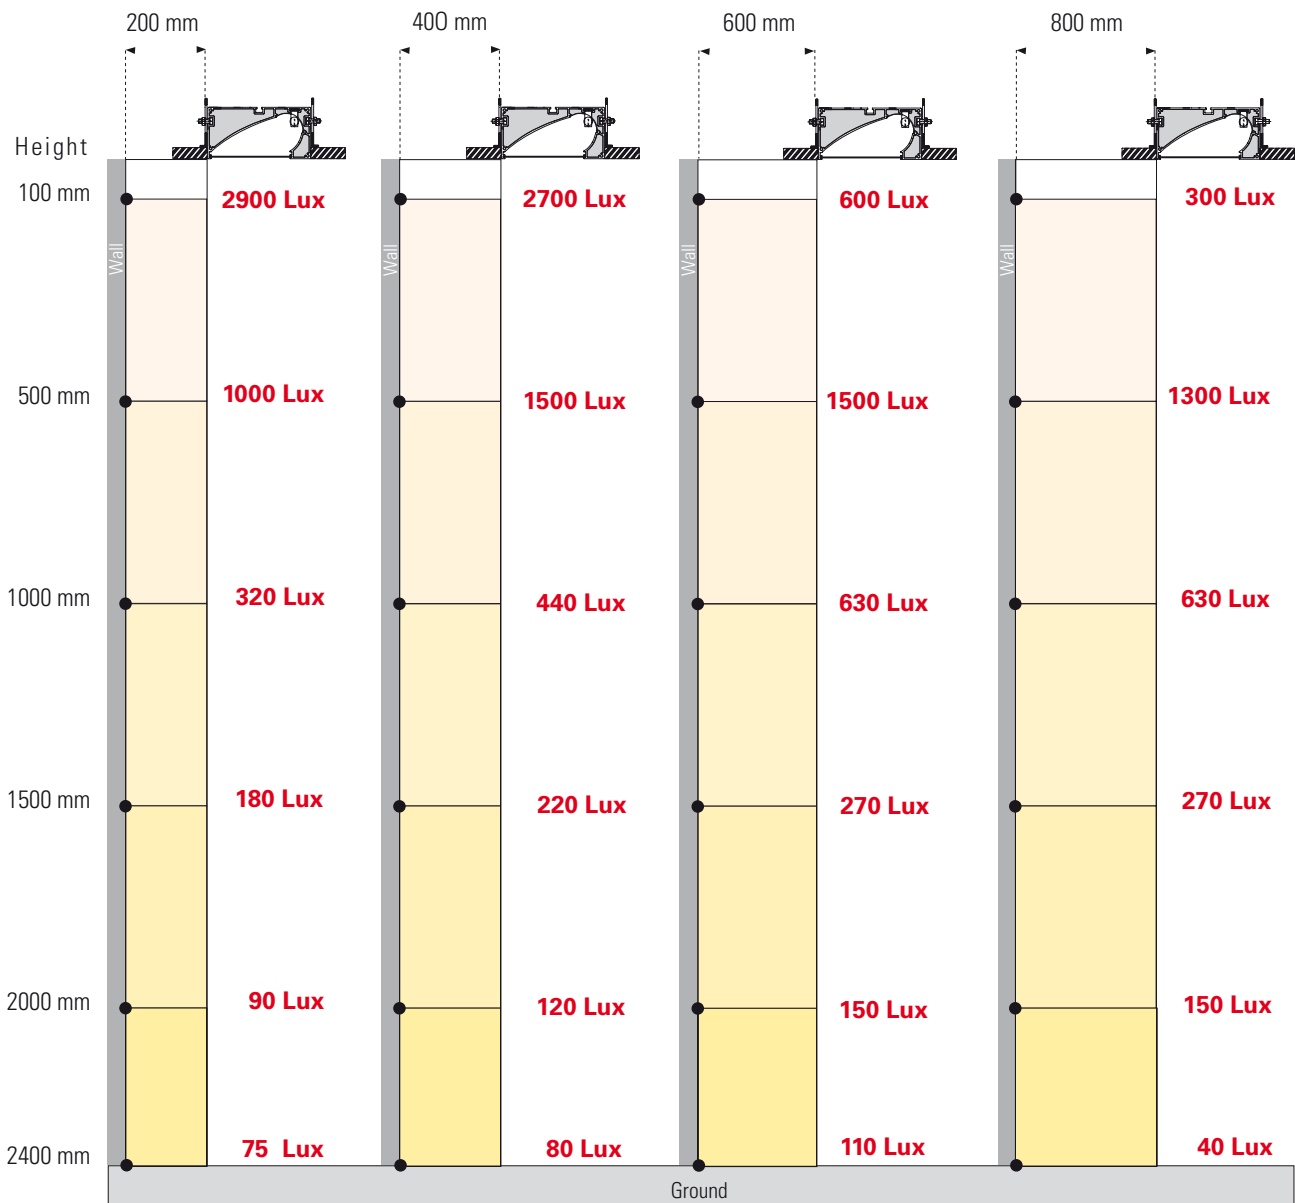 200 mm 400 mm 600 mm 800 mm
Height
100 mm 2900 Lux 2700 Lux 600 Lux 300 Lux
Wall Wall Wall Wall
500 mm 1000 Lux 1500 Lux 1500 Lux 1300 Lux
1000 mm 320 Lux 440 Lux 630 Lux 630 Lux
1500 mm 180 Lux 220 Lux 270 Lux 270 Lux
2000 mm 90 Lux 120 Lux 150 Lux 150 Lux
2400 mm 75 Lux 80 Lux 110 Lux 40 Lux
Ground